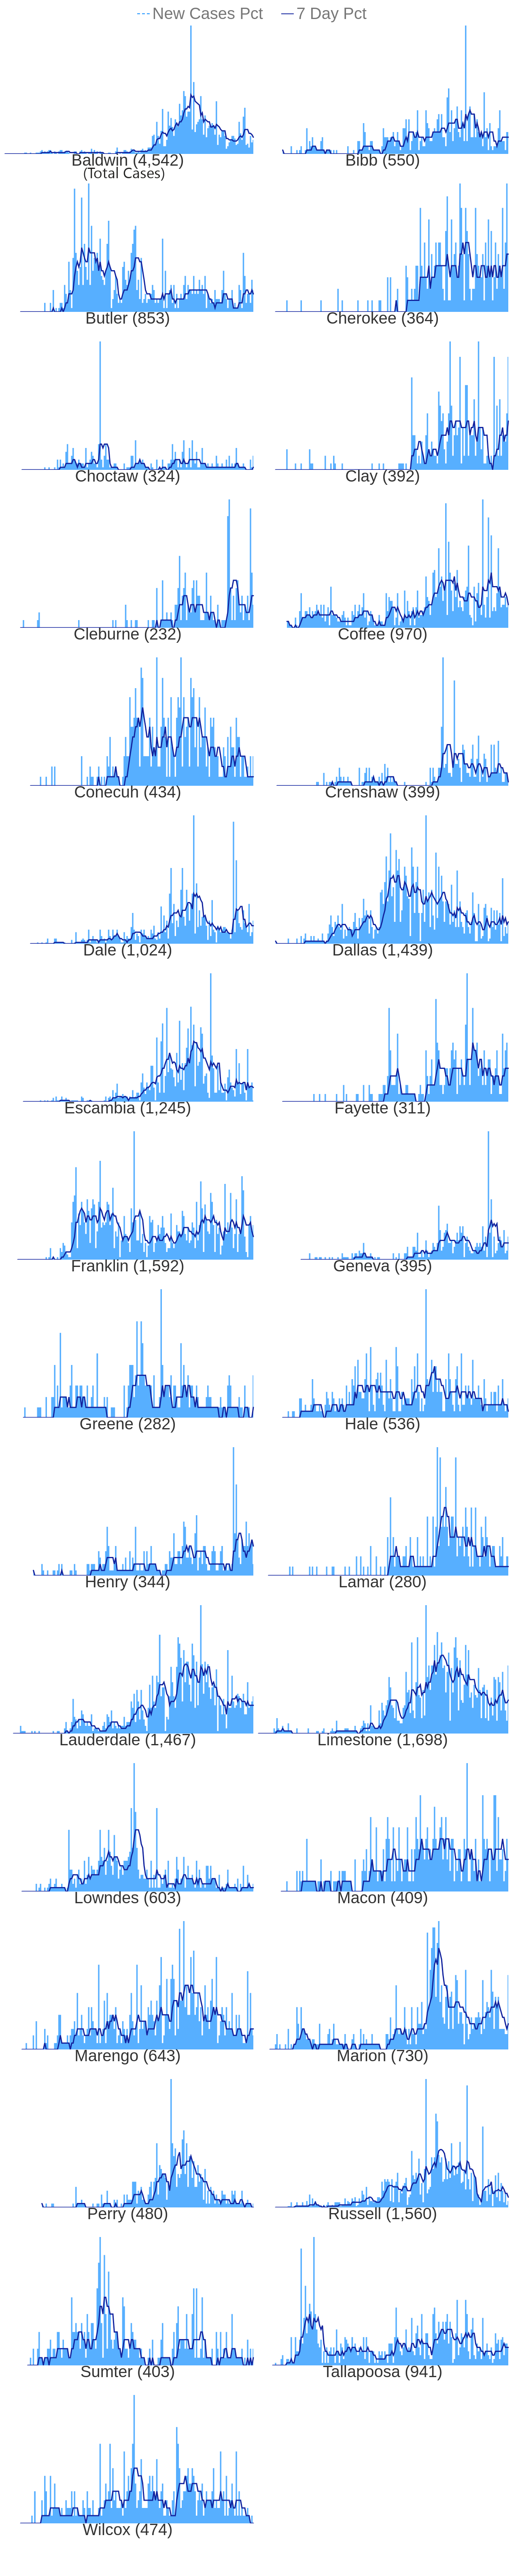 New Cases Pct 7 Day Pct
Baldwin (4,542) Bibb (550)
(Total Cases)
Butler (853) Cherokee (364)
Choctaw (324) Clay (392)
Cleburne (232) Coffee (970)
Conecuh (434) Crenshaw (399)
Dale (1,024) Dallas (1,439)
Escambia (1,245) Fayette (311)
Franklin (1,592) Geneva (395)
Greene (282) Hale (536)
Henry (344) Lamar (280)
Lauderdale (1,467) Limestone (1,698)
Lowndes (603) Macon (409)
Marengo (643) Marion (730)
Perry (480) Russell (1,560)
Sumter (403) Tallapoosa (941)
Wilcox (474)